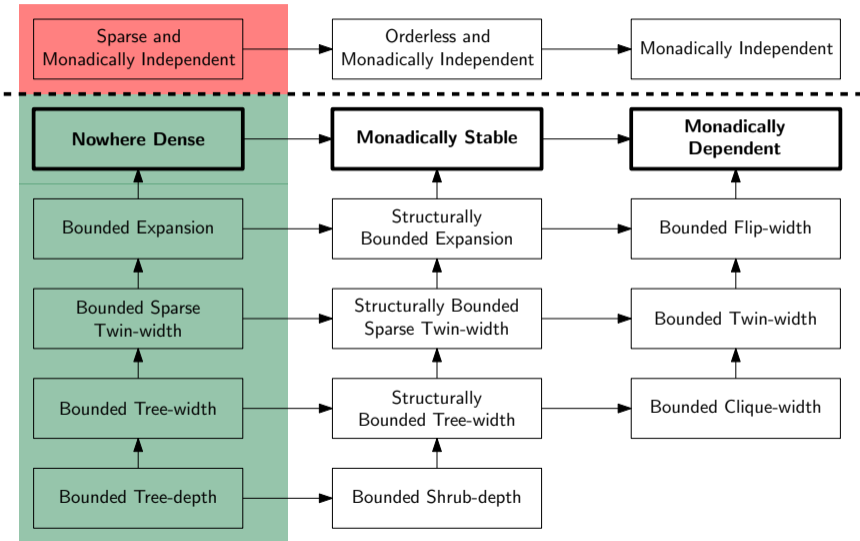 Sparse and
Monadically Independent
Orderless and
Monadically Independent
Monadically Independent
Nowhere Dense
Monadically Stable
Monadically
Dependent
Bounded Expansion
Structurally
Bounded Expansion
Bounded Flip-width
Bounded Sparse
Twin-width
Structurally Bounded
Sparse Twin-width
Bounded Twin-width
Bounded Tree-width
Structurally
Bounded Tree-width
Bounded Clique-width
Bounded Tree-depth
Bounded Shrub-depth